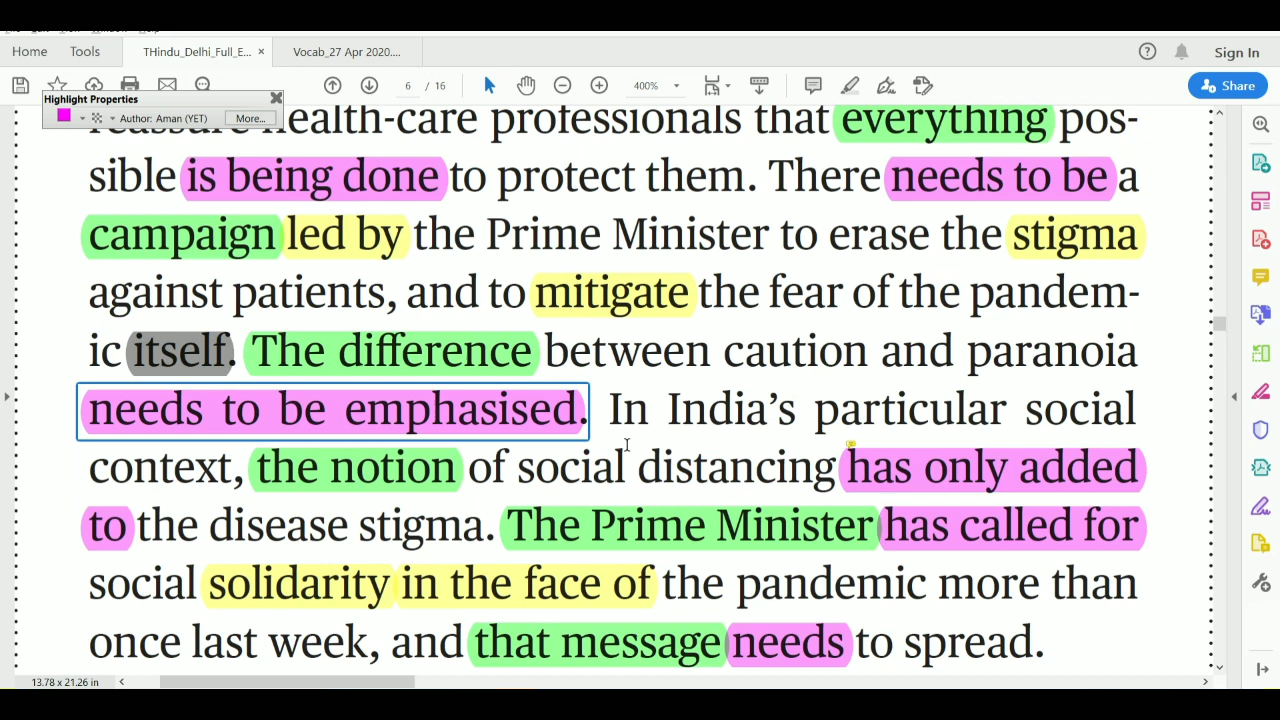 Home Tools THindu_Delhi_Full_E... × Vocab_27 Apr 2020.... Sign In
6 / 16 400% Share
Highlight Properties
Author: Aman (YET) More...
reassure health-care professionals that everything pos-
sible is being done to protect them. There needs to be a
campaign led by the Prime Minister to erase the stigma
against patients, and to mitigate the fear of the pandem-
ic itself. The difference between caution and paranoia
needs to be emphasised. In India’s particular social
context, the notion of social distancing has only added
to the disease stigma. The Prime Minister has called for
social solidarity in the face of the pandemic more than
once last week, and that message needs to spread.
13.78 x 21.26 in